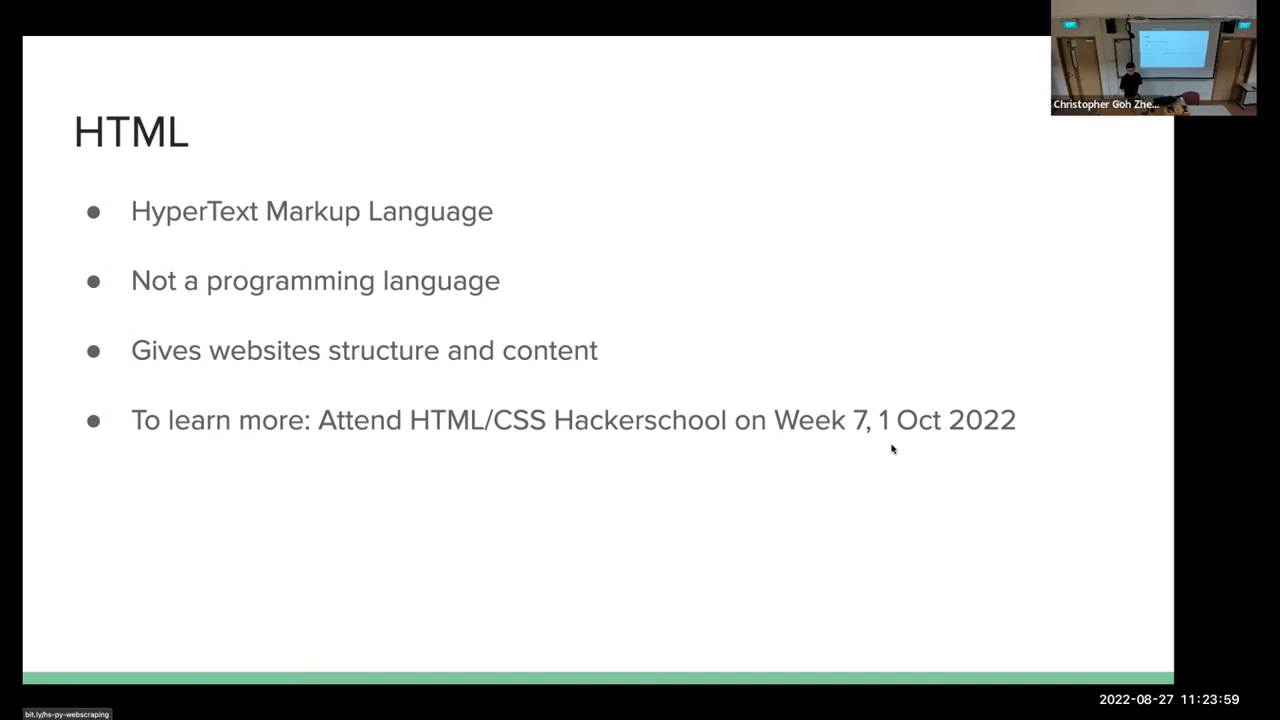 Christopher Goh Zhe...
HTML
● HyperText Markup Language
● Not a programming language
● Gives websites structure and content
● To learn more: Attend HTML/CSS Hackerschool on Week 7, 1 Oct 2022
2022-08-27 11:23:59
bit.ly/hs-py-webscraping